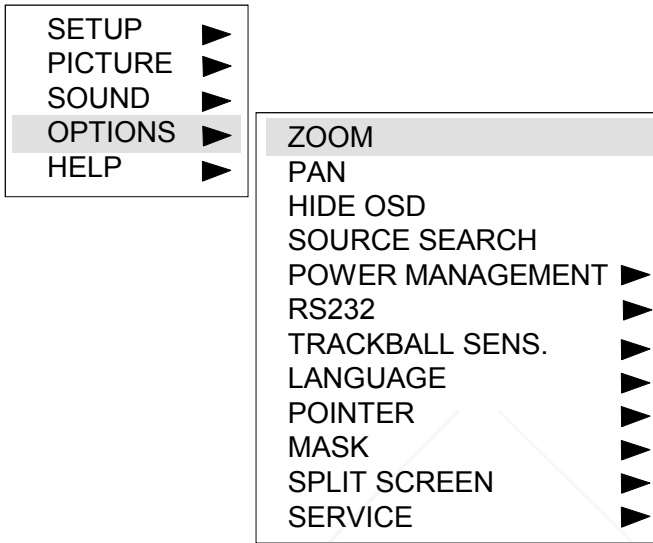 SETUP
PICTURE
SOUND
OPTIONS
HELP
ZOOM
PAN
HIDE OSD
SOURCE SEARCH
POWER MANAGEMENT
RS232
TRACKBALL SENS.
LANGUAGE
POINTER
MASK
SPLIT SCREEN
SERVICE